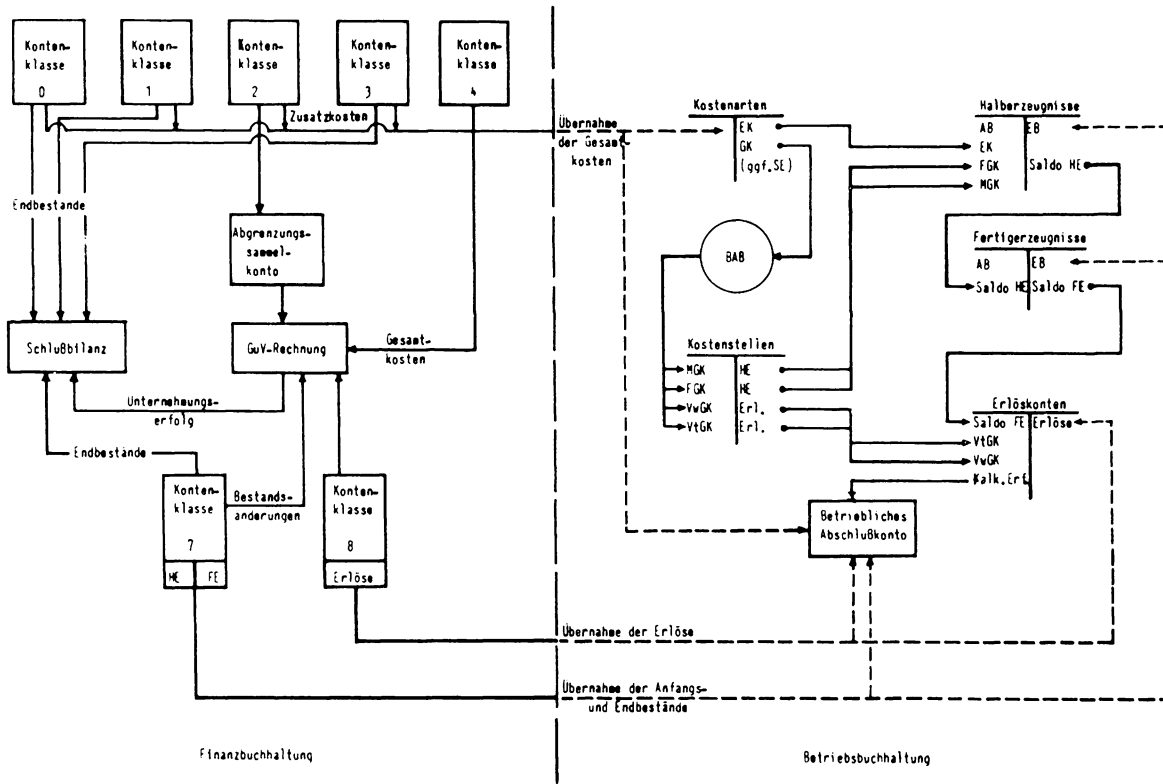 Konten-
klasse
0
Konten-
klasse
1
Konten-
klasse
2
Konten-
klasse
3
Konten-
klasse
4
Zusatzkosten
Endbestände
Abgrenzungs-
sammel-
konto
Schlußbilanz
GuV-Rechnung
Gesamt-
kosten
Unternehmungs-
erfolg
Endbestände
Konten-
klasse
7
HE FE
Bestands-
änderungen
Konten-
klasse
8
Erlöse
Finanzbuchhaltung
Übernahme
der Gesamt-
kosten
Kostenarten
EK
GK
(ggf.SE)
BAB
Kostenstellen
MGK HE
FGK HE
VwGK Erl.
VtGK Erl.
Halberzeugnisse
AB EB
EK
FGK Saldo HE
MGK
Fertigerzeugnisse
AB EB
Saldo HE Saldo FE
Erlöskonten
Saldo FE Erlöse
VtGK
VwGK
Kalk.Erf.
Betriebliches
Abschlußkonto
Übernahme der Erlöse
Übernahme der Anfangs-
und Endbestände
Betriebsbuchhaltung